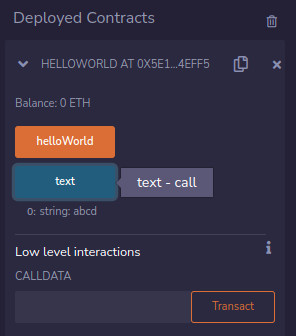 Deployed Contracts
HELLOWORLD AT 0X5E1...4EFF5
Balance: 0 ETH
helloWorld
text
text - call
0: string: abcd
Low level interactions
i
CALLDATA
Transact